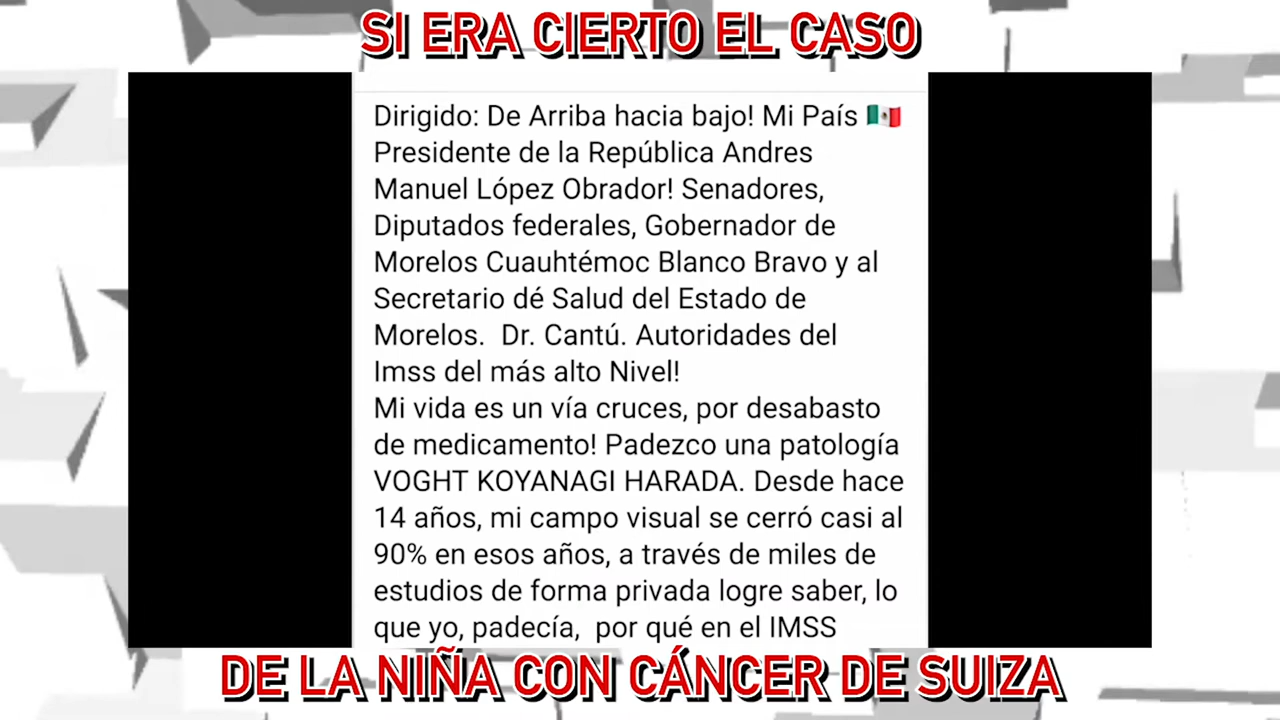 SI ERA CIERTO EL CASO
Dirigido: De Arriba hacia bajo! Mi País 🇲🇽
Presidente de la República Andres
Manuel López Obrador! Senadores,
Diputados federales, Gobernador de
Morelos Cuauhtémoc Blanco Bravo y al
Secretario dé Salud del Estado de
Morelos.  Dr. Cantú. Autoridades del
Imss del más alto Nivel!
Mi vida es un vía cruces, por desabasto
de medicamento! Padezco una patología
VOGHT KOYANAGI HARADA. Desde hace
14 años, mi campo visual se cerró casi al
90% en esos años, a través de miles de
estudios de forma privada logre saber, lo
que yo, padecía,  por qué en el IMSS
DE LA NIÑA CON CÁNCER DE SUIZA